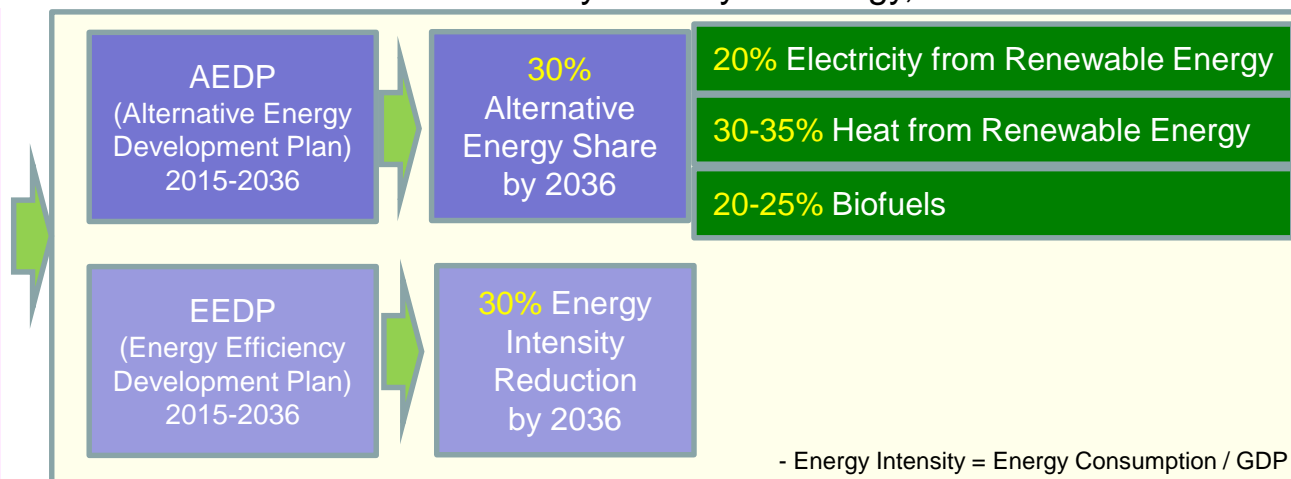 AEDP
(Alternative Energy
Development Plan)
2015-2036
30%
Alternative
Energy Share
by 2036
20% Electricity from Renewable Energy
30-35% Heat from Renewable Energy
20-25% Biofuels
EEDP
(Energy Efficiency
Development Plan)
2015-2036
30% Energy
Intensity
Reduction
by 2036
- Energy Intensity = Energy Consumption / GDP